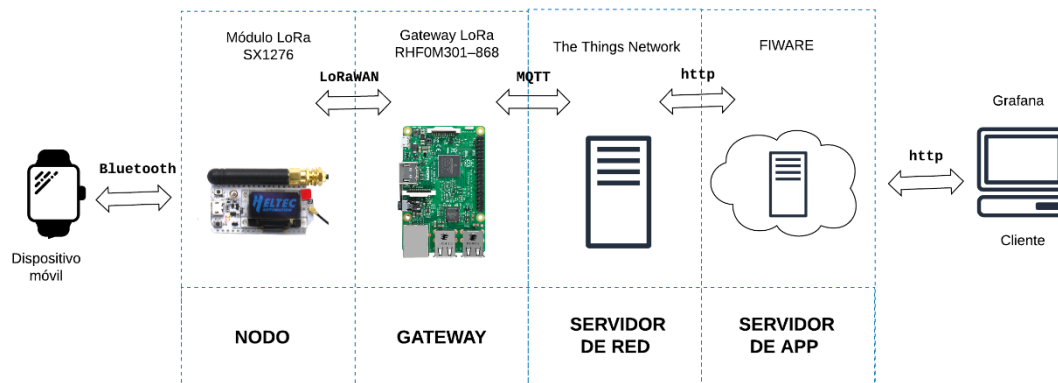 Módulo LoRa
SX1276
Gateway LoRa
RHF0M301–868
The Things Network
FIWARE
LoRaWAN
MQTT
http
Grafana
Bluetooth
http
HELTEC
Dispositivo
móvil
Cliente
NODO
GATEWAY
SERVIDOR
DE RED
SERVIDOR
DE APP